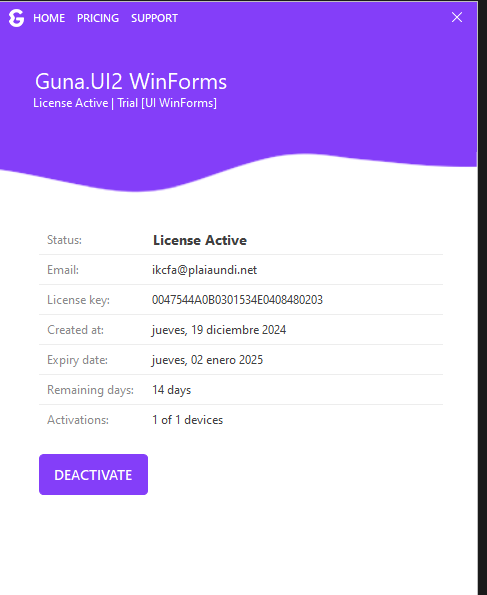 HOME PRICING SUPPORT
Guna.UI2 WinForms
License Active | Trial [UI WinForms]
Status: License Active
Email: ikcfa@plaiaundi.net
License key: 0047544A0B0301534E0408480203
Created at: jueves, 19 diciembre 2024
Expiry date: jueves, 02 enero 2025
Remaining days: 14 days
Activations: 1 of 1 devices
DEACTIVATE